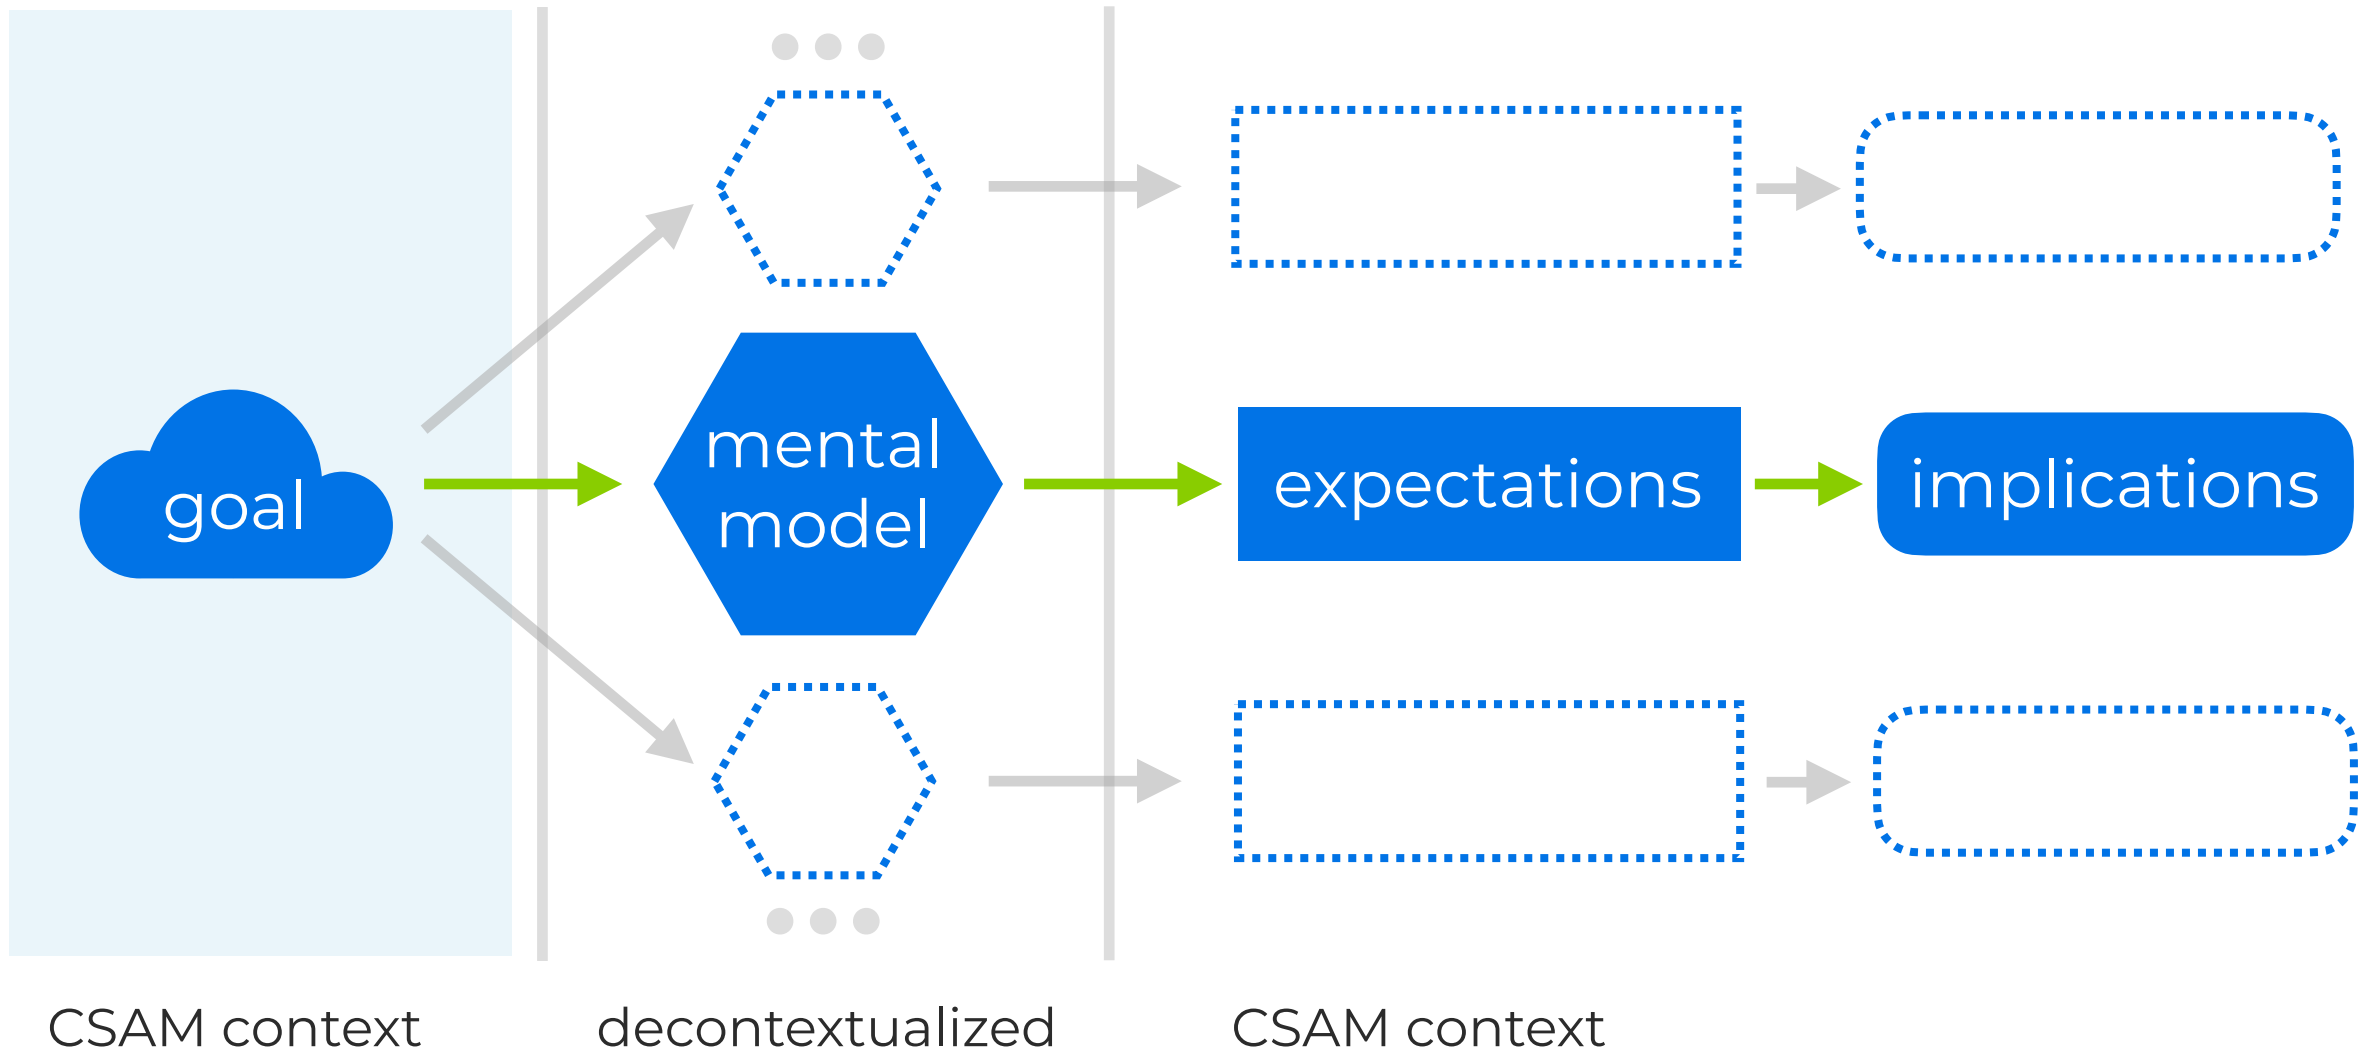 goal
mental
model
expectations
implications
CSAM context
decontextualized
CSAM context